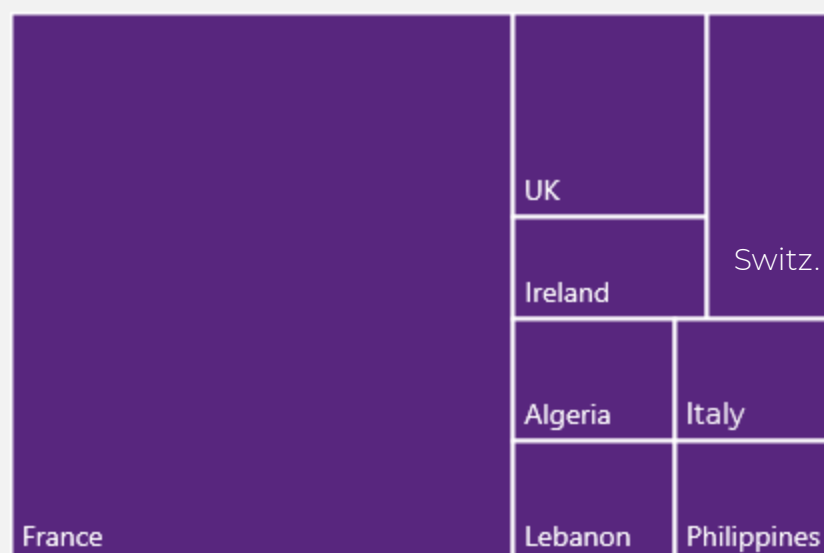 UK
Switz.
Ireland
Algeria
Italy
France
Lebanon
Philippines